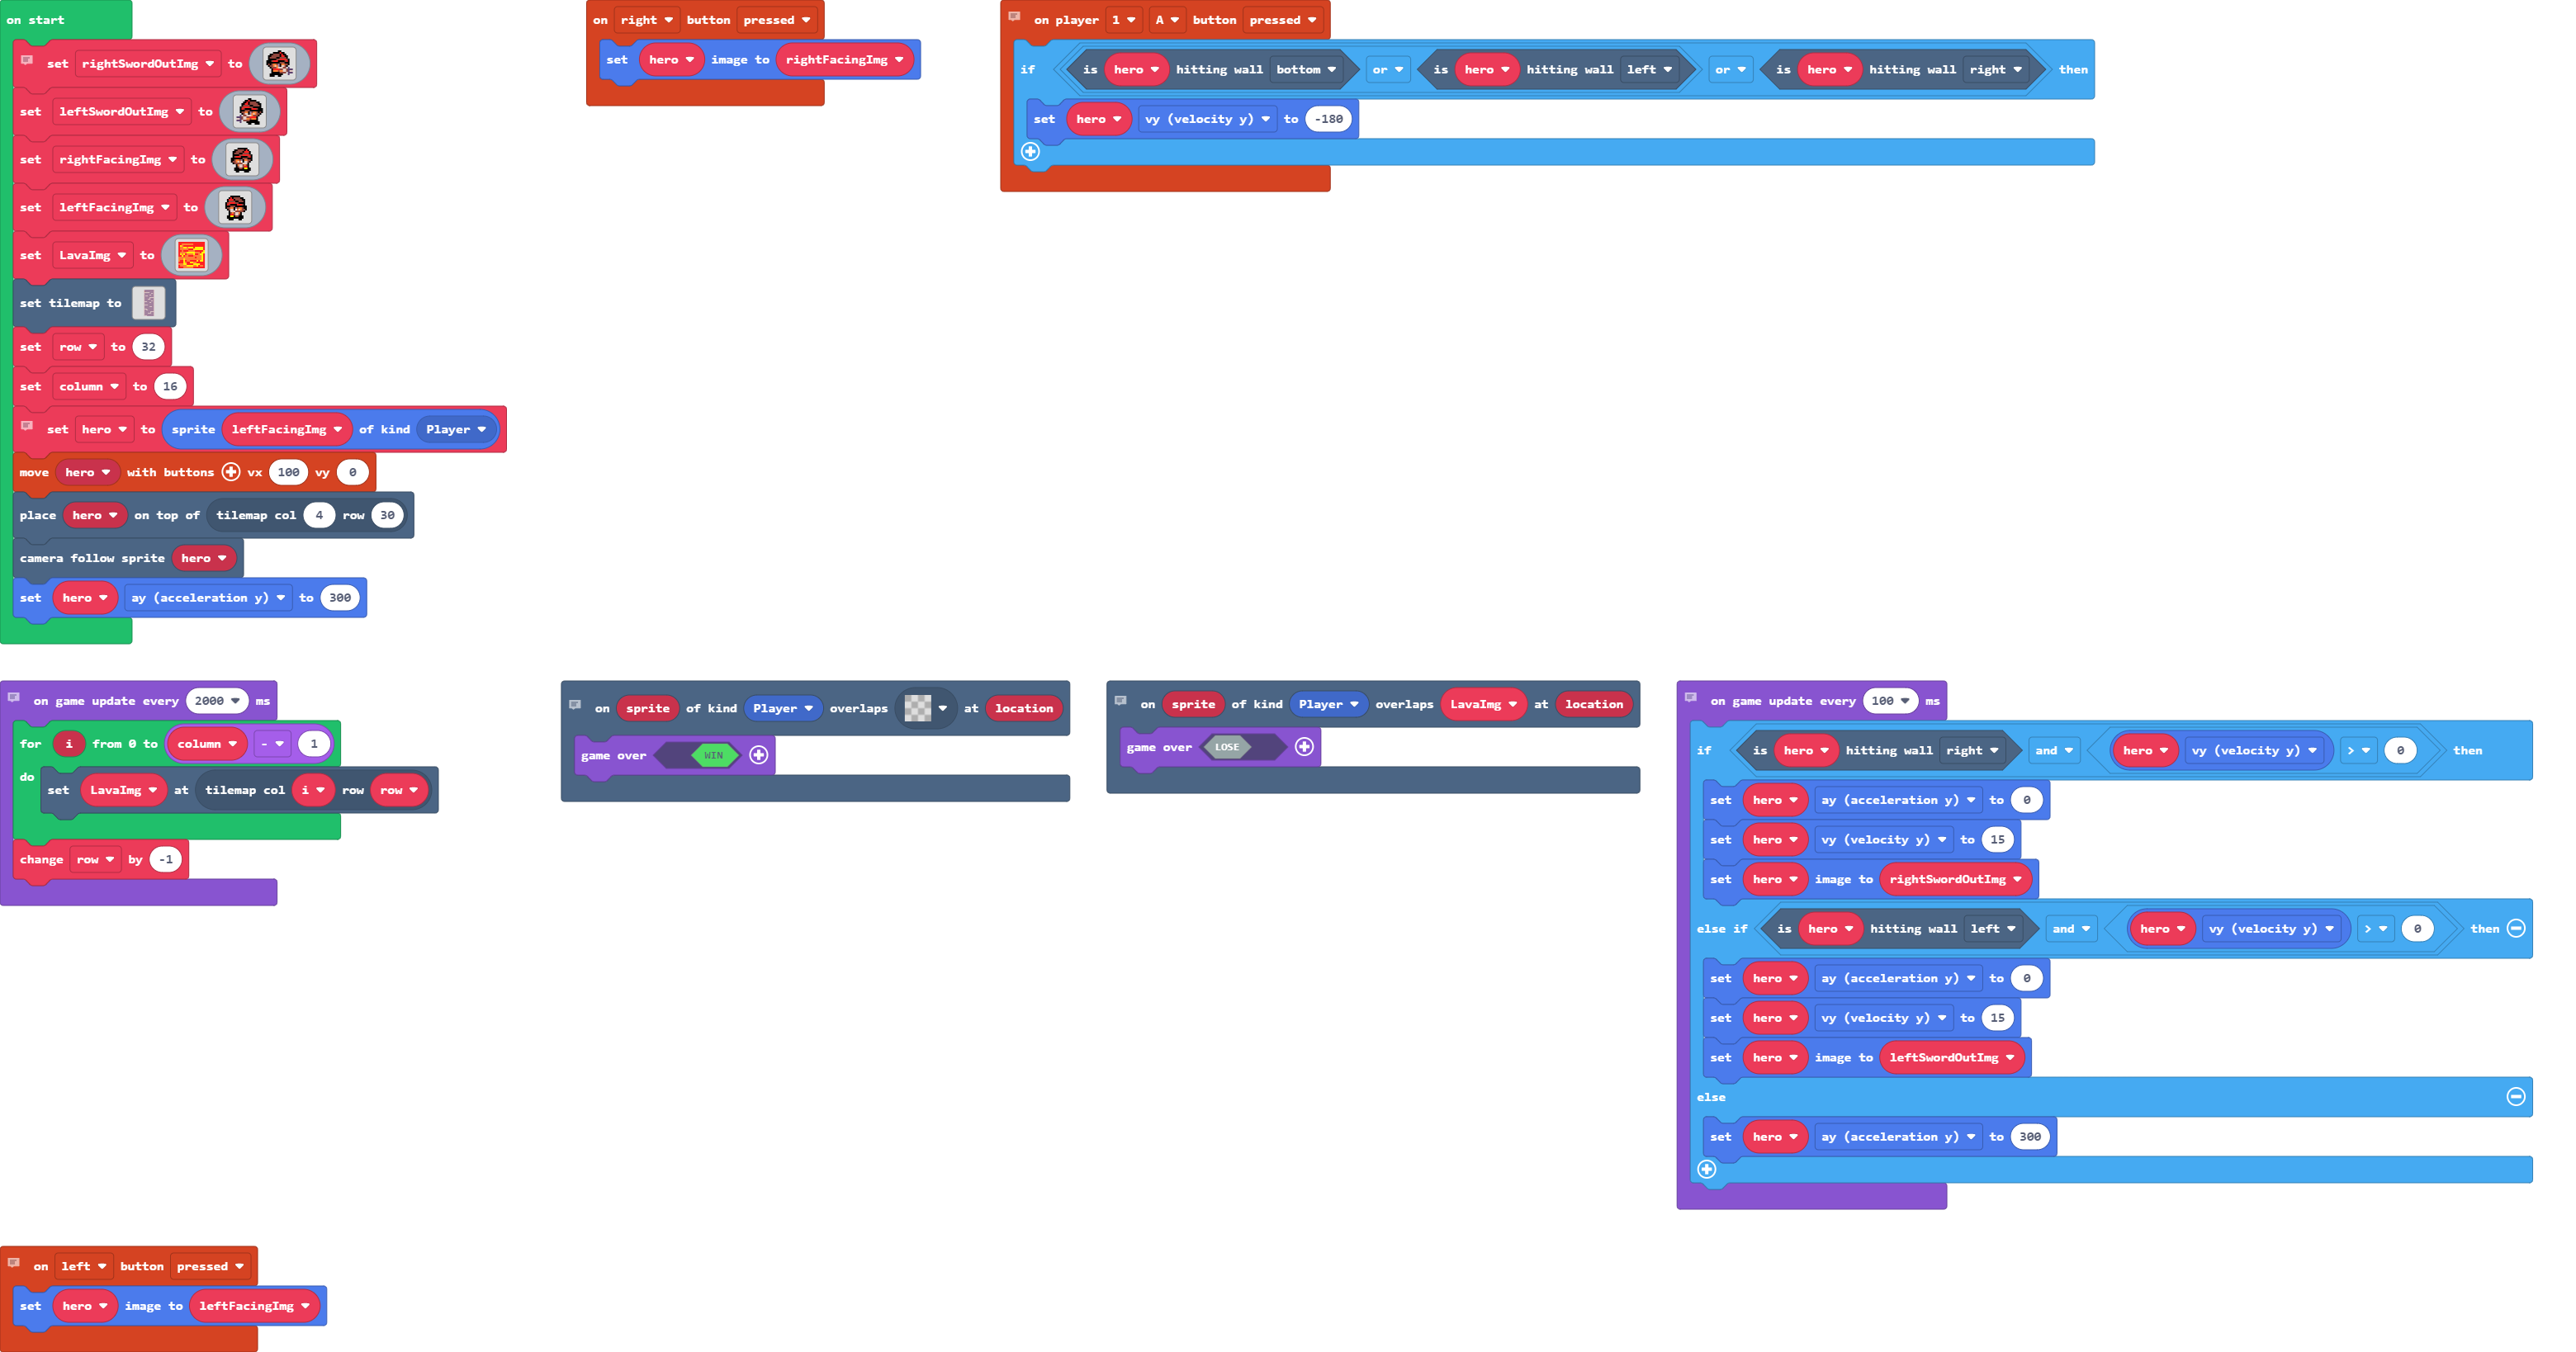 on start
set rightSwordOutImg to
set leftSwordOutImg to
set rightFacingImg to
set leftFacingImg to
set LavaImg to
set tilemap to
set row to 32
set column to 16
set hero to sprite leftFacingImg of kind Player
move hero with buttons vx 100 vy 0
place hero on top of tilemap col 4 row 30
camera follow sprite hero
set hero ay (acceleration y) to 300
on right button pressed
set hero image to rightFacingImg
on player 1 A button pressed
if is hero hitting wall bottom or is hero hitting wall left or is hero hitting wall right then
set hero vy (velocity y) to -180
on game update every 2000 ms
for i from 0 to column - 1
do
set LavaImg at tilemap col i row row
change row by -1
on sprite of kind Player overlaps at location
game over WIN
on sprite of kind Player overlaps LavaImg at location
game over LOSE
on game update every 100 ms
if is hero hitting wall right and hero vy (velocity y) > 0 then
set hero ay (acceleration y) to 0
set hero vy (velocity y) to 15
set hero image to rightSwordOutImg
else if is hero hitting wall left and hero vy (velocity y) > 0 then
set hero ay (acceleration y) to 0
set hero vy (velocity y) to 15
set hero image to leftSwordOutImg
else
set hero ay (acceleration y) to 300
on left button pressed
set hero image to leftFacingImg